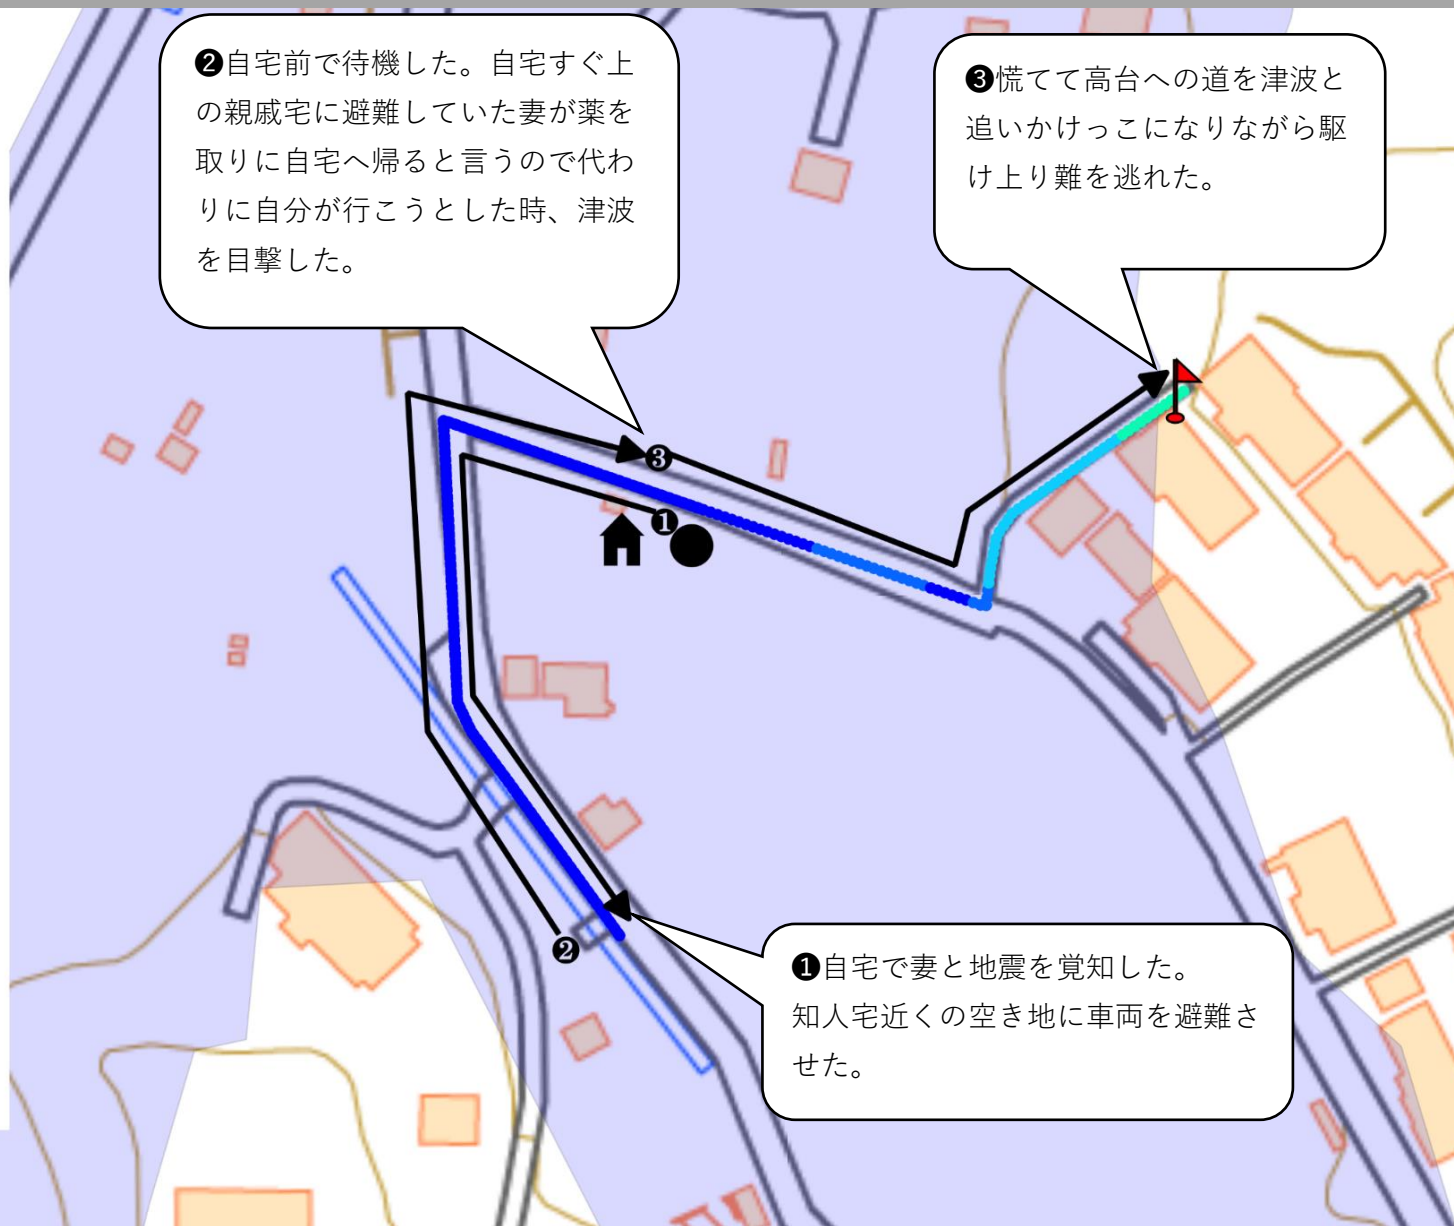 ❷自宅前で待機した。自宅すぐ上
の親戚宅に避難していた妻が薬を
取りに自宅へ帰ると言うので代わ
りに自分が行こうとした時、津波
を目撃した。
❸慌てて高台への道を津波と
追いかけっこになりながら駆
け上り難を逃れた。
❸
❶
❷
❶自宅で妻と地震を覚知した。
知人宅近くの空き地に車両を避難さ
せた。